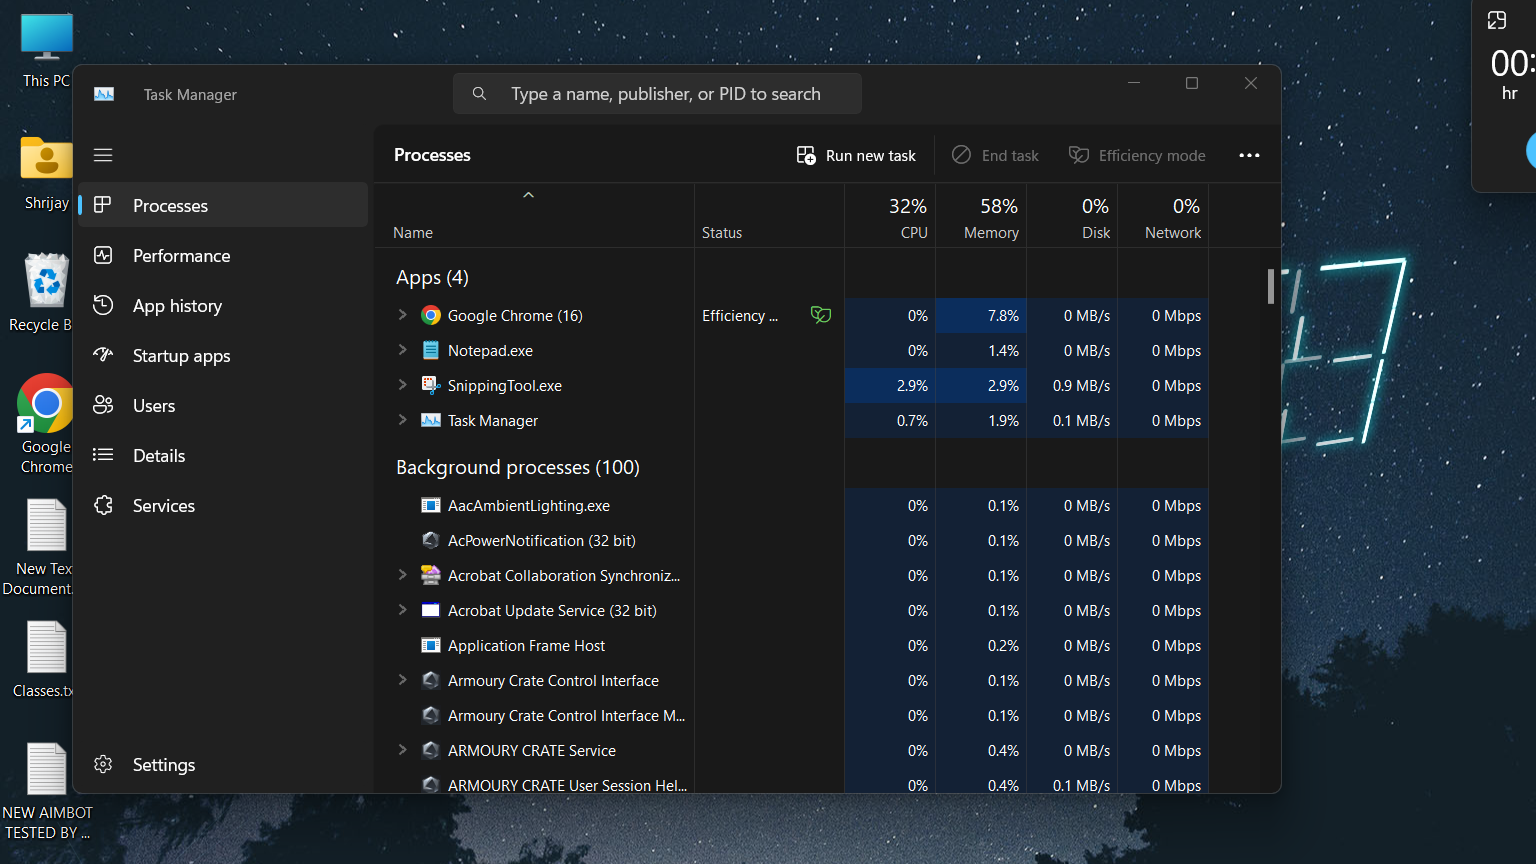 This PC
Shrijay
Recycle B
Google
Chrome
New Tex
Document.
Classes.tx
NEW AIMBOT
TESTED BY ...
Task Manager
Type a name, publisher, or PID to search
Processes
Performance
App history
Startup apps
Users
Details
Services
Settings
Processes
Run new task
End task
Efficiency mode
Name Status 32% CPU 58% Memory 0% Disk 0% Network
Apps (4)
Google Chrome (16) Efficiency ... 0% 7.8% 0 MB/s 0 Mbps
Notepad.exe 0% 1.4% 0 MB/s 0 Mbps
SnippingTool.exe 2.9% 2.9% 0.9 MB/s 0 Mbps
Task Manager 0.7% 1.9% 0.1 MB/s 0 Mbps
Background processes (100)
AacAmbientLighting.exe 0% 0.1% 0 MB/s 0 Mbps
AcPowerNotification (32 bit) 0% 0.1% 0 MB/s 0 Mbps
Acrobat Collaboration Synchroniz... 0% 0.1% 0 MB/s 0 Mbps
Acrobat Update Service (32 bit) 0% 0.1% 0 MB/s 0 Mbps
Application Frame Host 0% 0.2% 0 MB/s 0 Mbps
Armoury Crate Control Interface 0% 0.1% 0 MB/s 0 Mbps
Armoury Crate Control Interface M... 0% 0.1% 0 MB/s 0 Mbps
ARMOURY CRATE Service 0% 0.4% 0 MB/s 0 Mbps
ARMOURY CRATE User Session Hel... 0% 0.4% 0.1 MB/s 0 Mbps
00:
hr